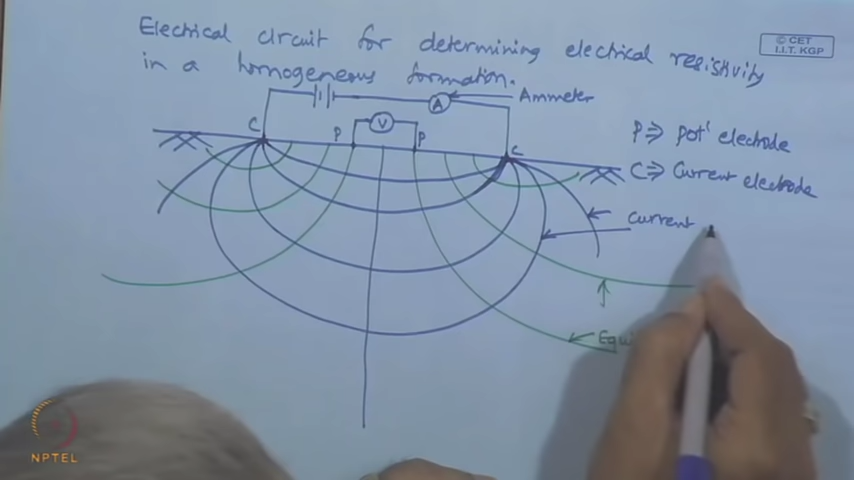 Electrical circuit for determining electrical resistivity
in a homogeneous formation.
© CET
I.I.T. KGP
A
Ammeter
C
P
V
P
C
P ⇒ Pot' electrode
C ⇒ Current electrode
Current
Equi
NPTEL